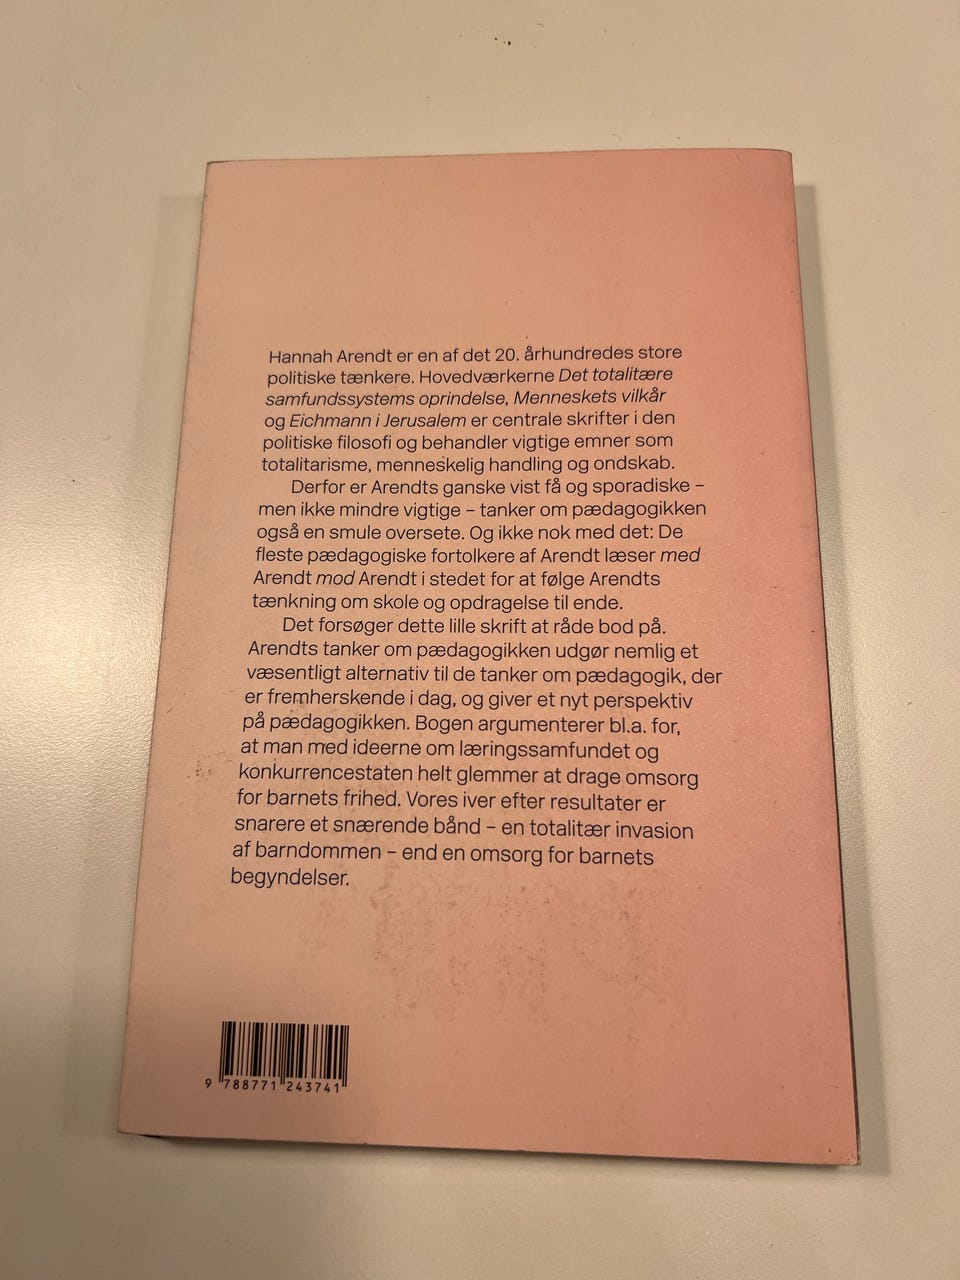 Hannah Arendt er en af det 20. århundredes store
politiske tænkere. Hovedværkerne Det totalitære
samfundssystems oprindelse, Menneskets vilkår
og Eichmann i Jerusalem er centrale skrifter i den
politiske filosofi og behandler vigtige emner som
totalitarisme, menneskelig handling og ondskab.
Derfor er Arendts ganske vist få og sporadiske –
men ikke mindre vigtige – tanker om pædagogikken
også en smule oversete. Og ikke nok med det: De
fleste pædagogiske fortolkere af Arendt læser med
Arendt mod Arendt i stedet for at følge Arendts
tænkning om skole og opdragelse til ende.
Det forsøger dette lille skrift at råde bod på.
Arendts tanker om pædagogikken udgør nemlig et
væsentligt alternativ til de tanker om pædagogik, der
er fremherskende i dag, og giver et nyt perspektiv
på pædagogikken. Bogen argumenterer bl.a. for,
at man med ideerne om læringssamfundet og
konkurrencestaten helt glemmer at drage omsorg
for barnets frihed. Vores iver efter resultater er
snarere et snærende bånd – en totalitær invasion
af barndommen – end en omsorg for barnets
begyndelser.
9 788771 243741